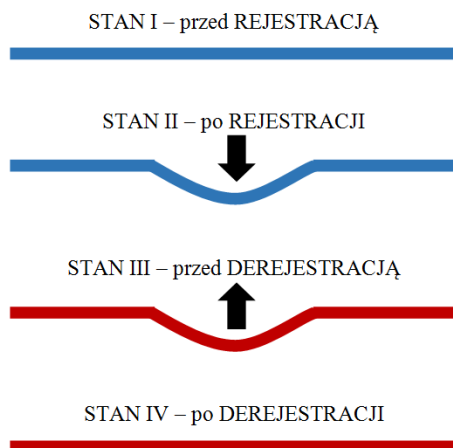 STAN I – przed REJESTRACJĄ
STAN II – po REJESTRACJI
STAN III – przed DEREJESTRACJĄ
STAN IV – po DEREJESTRACJI